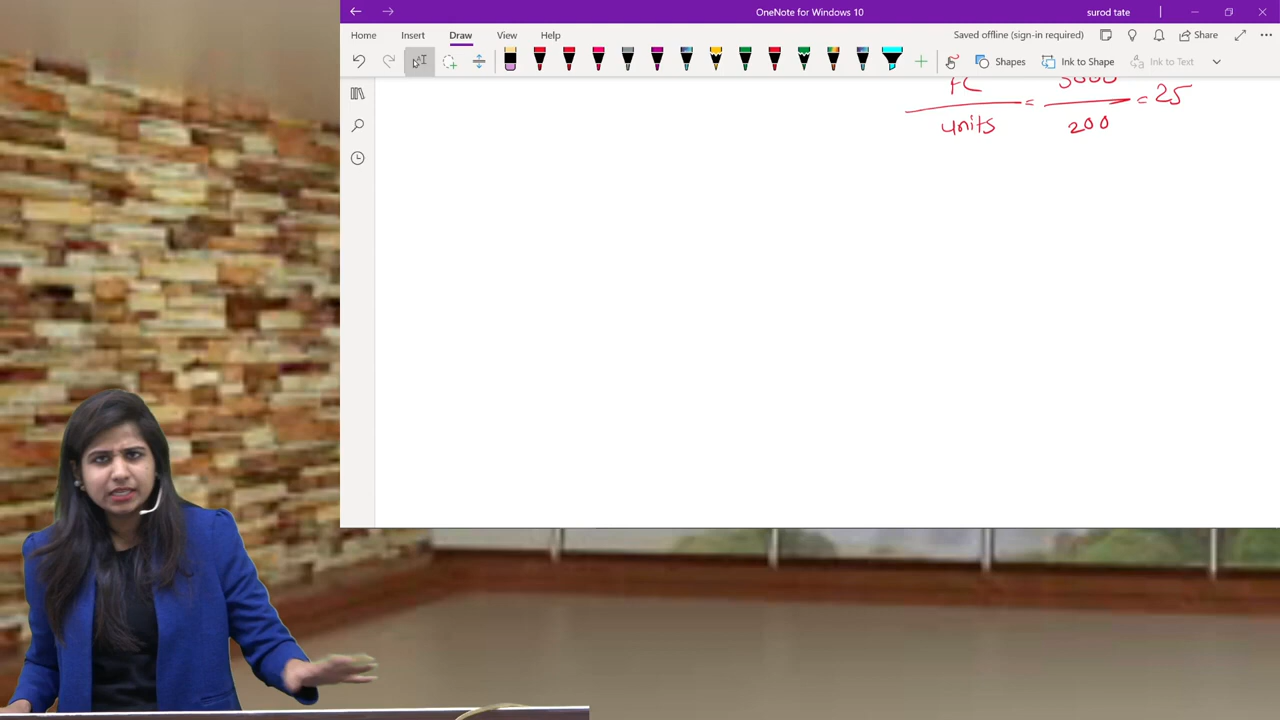 OneNote for Windows 10
surod tate
Home Insert Draw View Help
Saved offline (sign-in required)
Share
Shapes
Ink to Shape
Ink to Text
FC
units
= 5000
200
= 25